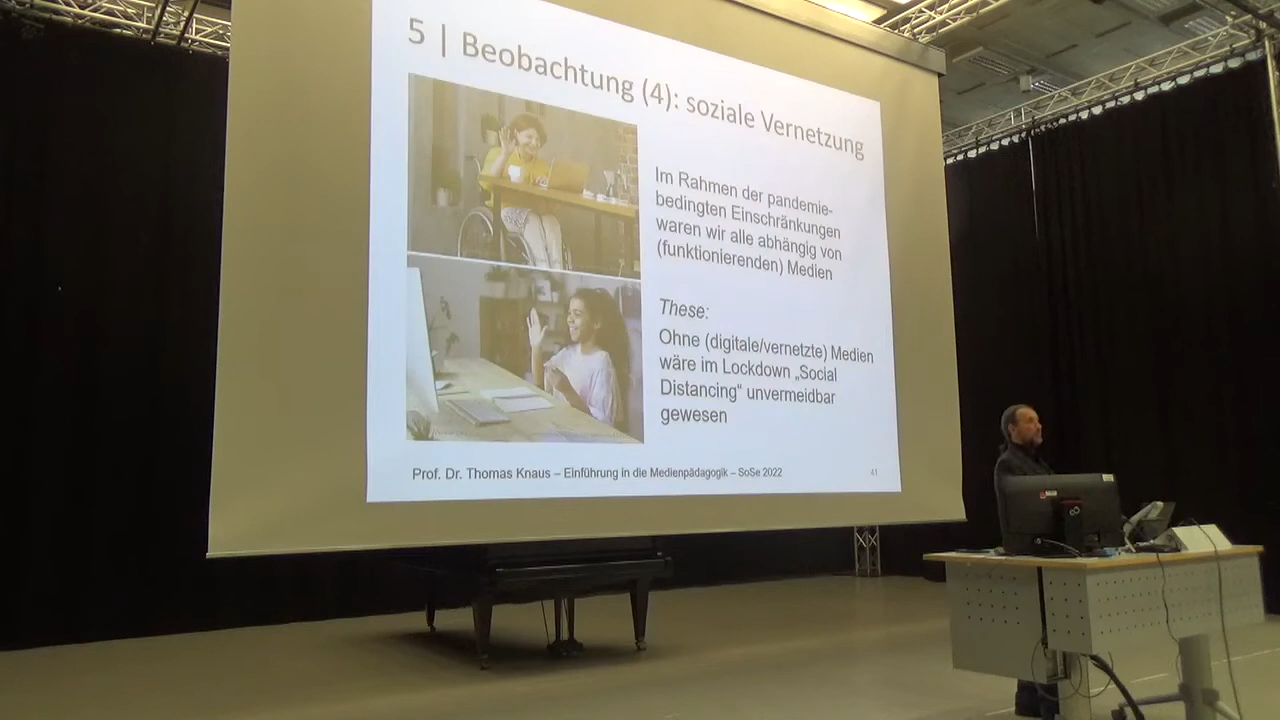 5 | Beobachtung (4): soziale Vernetzung
Im Rahmen der pandemie-
bedingten Einschränkungen
waren wir alle abhängig von
(funktionierenden) Medien
These:
Ohne (digitale/vernetzte) Medien
wäre im Lockdown „Social
Distancing“ unvermeidbar
gewesen
Prof. Dr. Thomas Knaus – Einführung in die Medienpädagogik – SoSe 2022
41